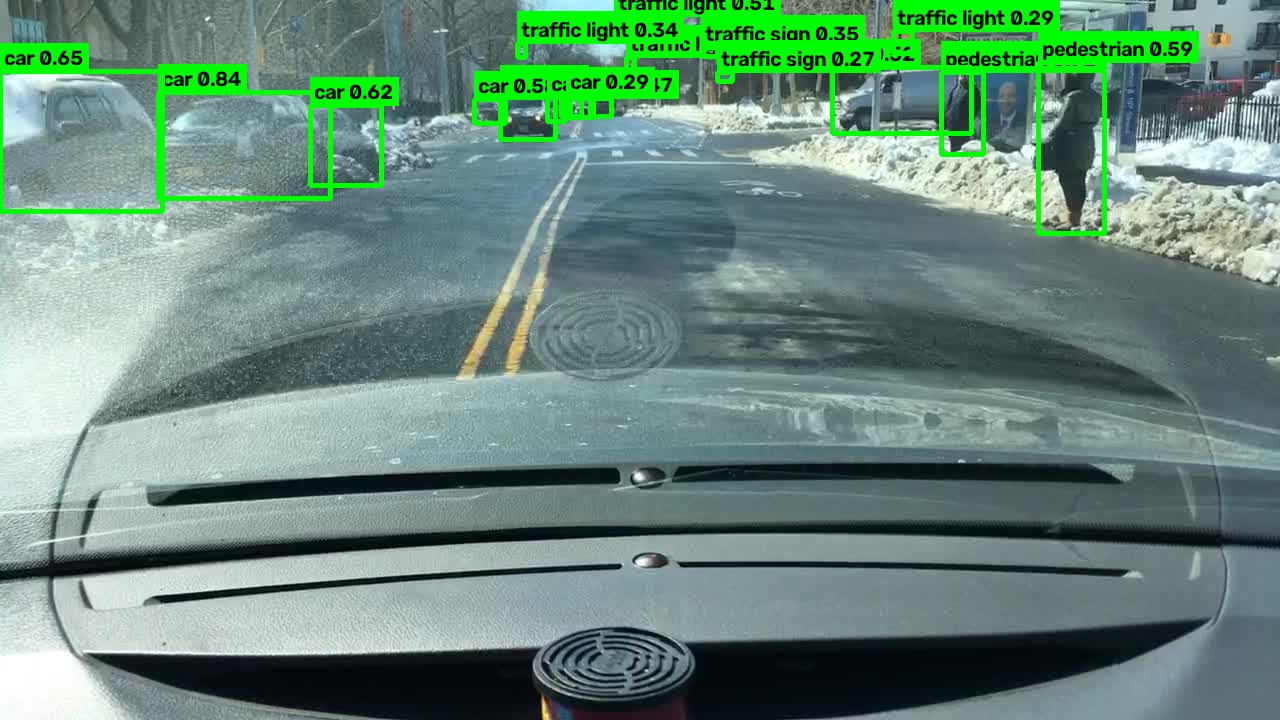 traffic light 0.51
traffic light 0.29
traffic light 0.34
traffic sign 0.35
pedestrian 0.59
car 0.65
traffic sign 0.27
car 0.84
car 0.29
car 0.62